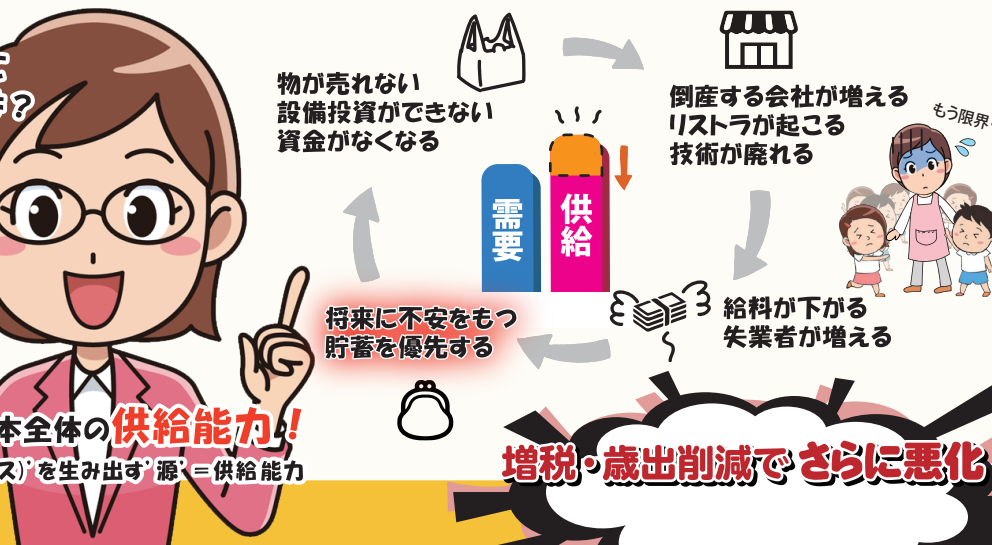 ？
物が売れない
設備投資ができない
資金がなくなる
倒産する会社が増える
リストラが起こる
技術が廃れる
もう限界
需要
供給
将来に不安をもつ
貯蓄を優先する
給料が下がる
失業者が増える
本全体の供給能力！
ス)を生み出す”源”＝供給能力
増税・歳出削減でさらに悪化